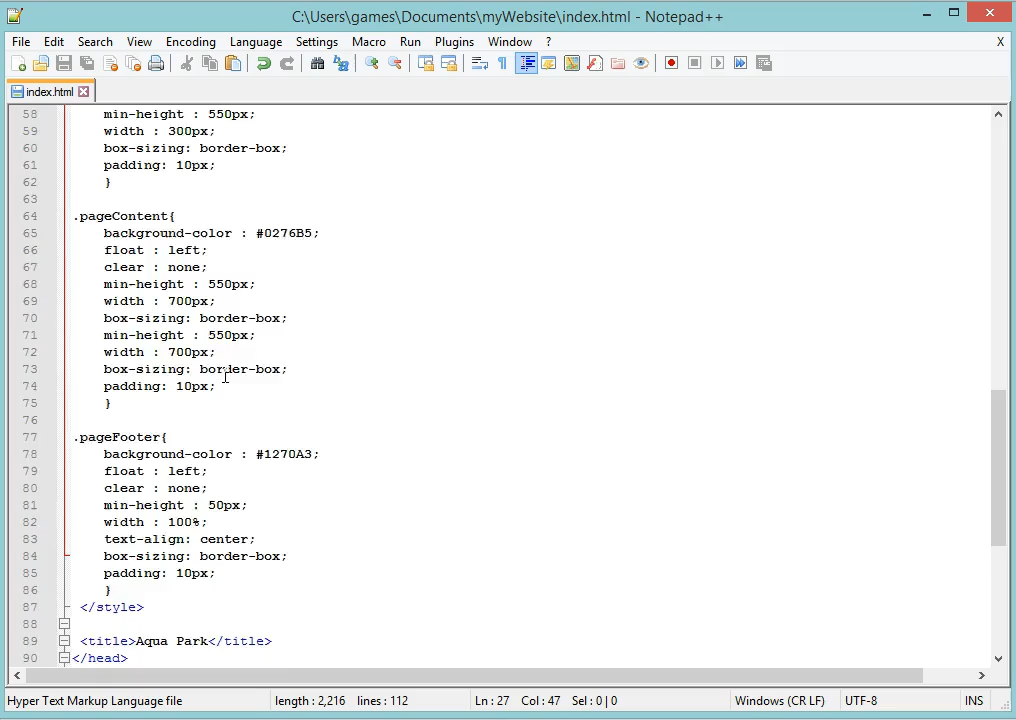 C:\Users\games\Documents\myWebsite\index.html - Notepad++
File Edit Search View Encoding Language Settings Macro Run Plugins Window ? X
index.html
58 min-height : 550px;
59 width : 300px;
60 box-sizing: border-box;
61 padding: 10px;
62 }
63
64 .pageContent{
65 background-color : #0276B5;
66 float : left;
67 clear : none;
68 min-height : 550px;
69 width : 700px;
70 box-sizing: border-box;
71 min-height : 550px;
72 width : 700px;
73 box-sizing: border-box;
74 padding: 10px;
75 }
76
77 .pageFooter{
78 background-color : #1270A3;
79 float : left;
80 clear : none;
81 min-height : 50px;
82 width : 100%;
83 text-align: center;
84 box-sizing: border-box;
85 padding: 10px;
86 }
87 </style>
88
89 <title>Aqua Park</title>
90 </head>
Hyper Text Markup Language file length : 2,216 lines : 112 Ln : 27 Col : 47 Sel : 0 | 0 Windows (CR LF) UTF-8 INS